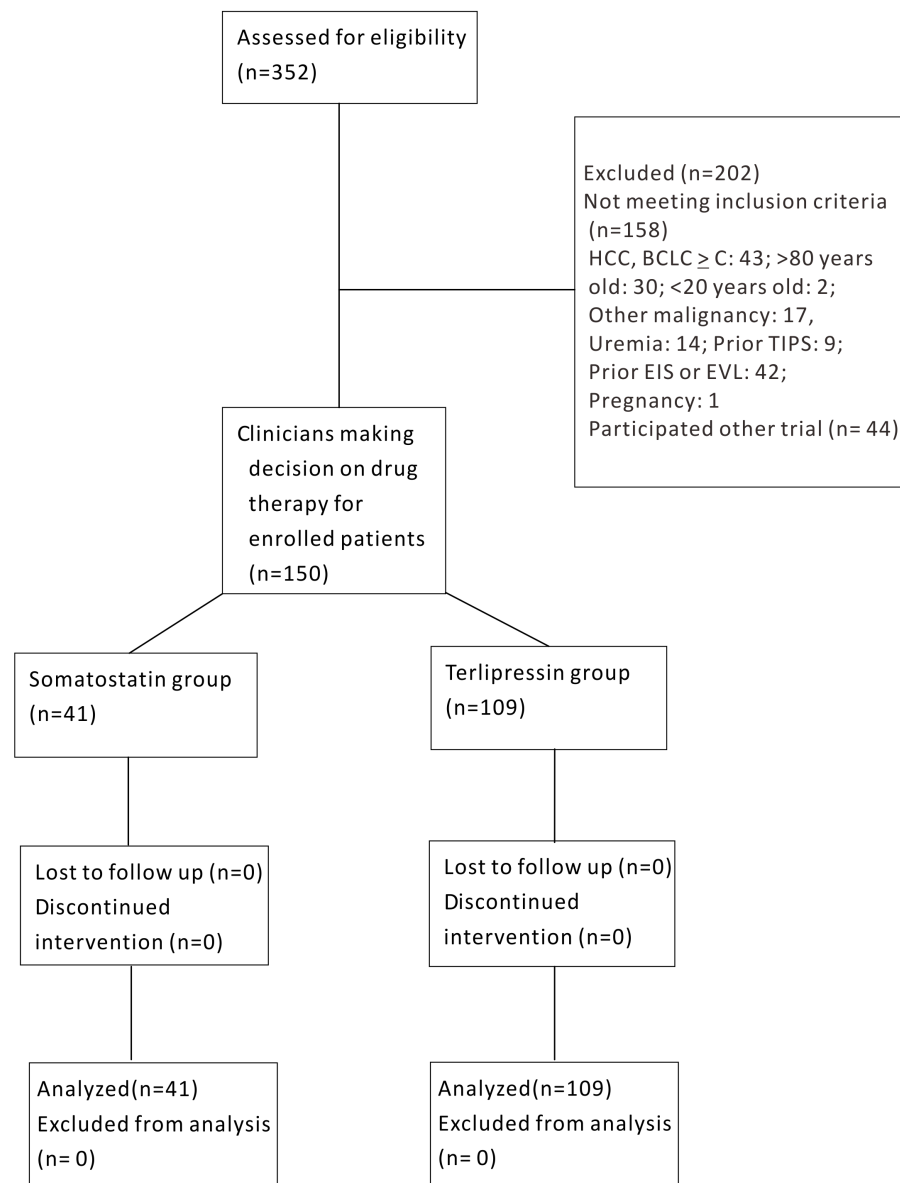 Assessed for eligibility
(n=352)
Excluded (n=202)
Not meeting inclusion criteria
(n=158)
HCC, BCLC ≥ C: 43; >80 years
old: 30; <20 years old: 2;
Other malignancy: 17,
Uremia: 14; Prior TIPS: 9;
Prior EIS or EVL: 42;
Pregnancy: 1
Participated other trial (n= 44)
Clinicians making
decision on drug
therapy for
enrolled patients
(n=150)
Somatostatin group
(n=41)
Terlipressin group
(n=109)
Lost to follow up (n=0)
Discontinued
intervention (n=0)
Lost to follow up (n=0)
Discontinued
intervention (n=0)
Analyzed(n=41)
Excluded from analysis
(n= 0)
Analyzed(n=109)
Excluded from analysis
(n= 0)